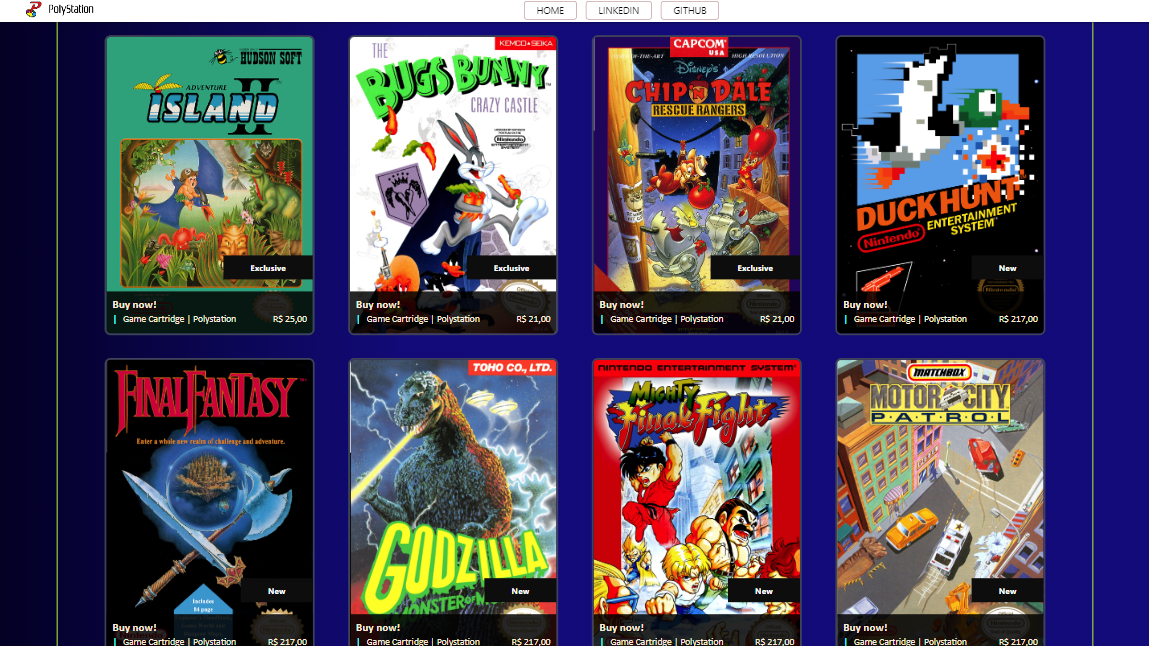 PolyStation
HOME
LINKEDIN
GITHUB
HUDSON SOFT
ADVENTURE
ISLAND
II
Exclusive
Buy now!
Game Cartridge | Polystation
R$ 25,00
KEMCO★SEIKA
THE
BUGS BUNNY
CRAZY CASTLE
Nintendo
Exclusive
Buy now!
Game Cartridge | Polystation
R$ 21,00
CAPCOM
USA
HIGH RESOLUTION
Disney's
CHIP 'N DALE
RESCUE RANGERS
Exclusive
Buy now!
Game Cartridge | Polystation
R$ 21,00
DUCK HUNT
Nintendo
ENTERTAINMENT
SYSTEM
New
Buy now!
Game Cartridge | Polystation
R$ 217,00
FINAL FANTASY
Enter a whole new realm of challenge and adventure.
Includes
84 page
New
Buy now!
Game Cartridge | Polystation
R$ 217,00
TOHO CO., LTD.
GODZILLA
New
Buy now!
Game Cartridge | Polystation
R$ 217,00
NINTENDO ENTERTAINMENT SYSTEM
MIGHTY
Final Fight
New
Buy now!
Game Cartridge | Polystation
R$ 217,00
MATCHBOX
MOTOR CITY
PATROL
New
Buy now!
Game Cartridge | Polystation
R$ 217,00